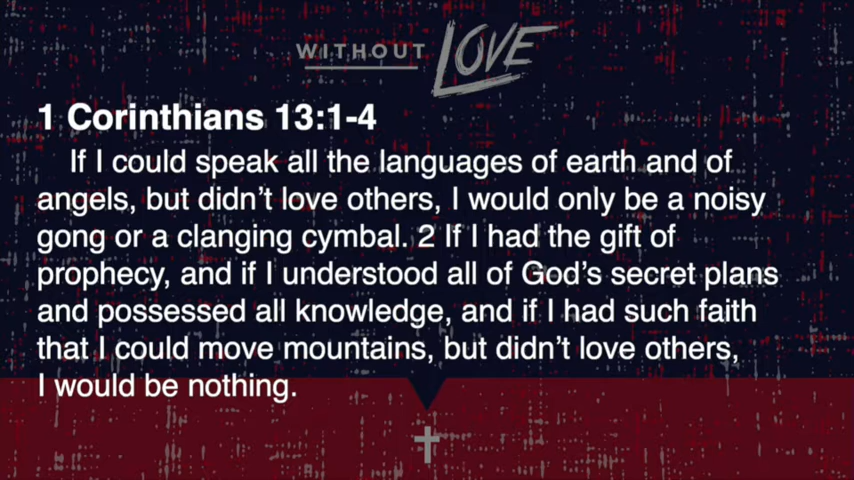 WITHOUT LOVE
1 Corinthians 13:1-4
If I could speak all the languages of earth and of
angels, but didn't love others, I would only be a noisy
gong or a clanging cymbal. 2 If I had the gift of
prophecy, and if I understood all of God's secret plans
and possessed all knowledge, and if I had such faith
that I could move mountains, but didn't love others,
I would be nothing.